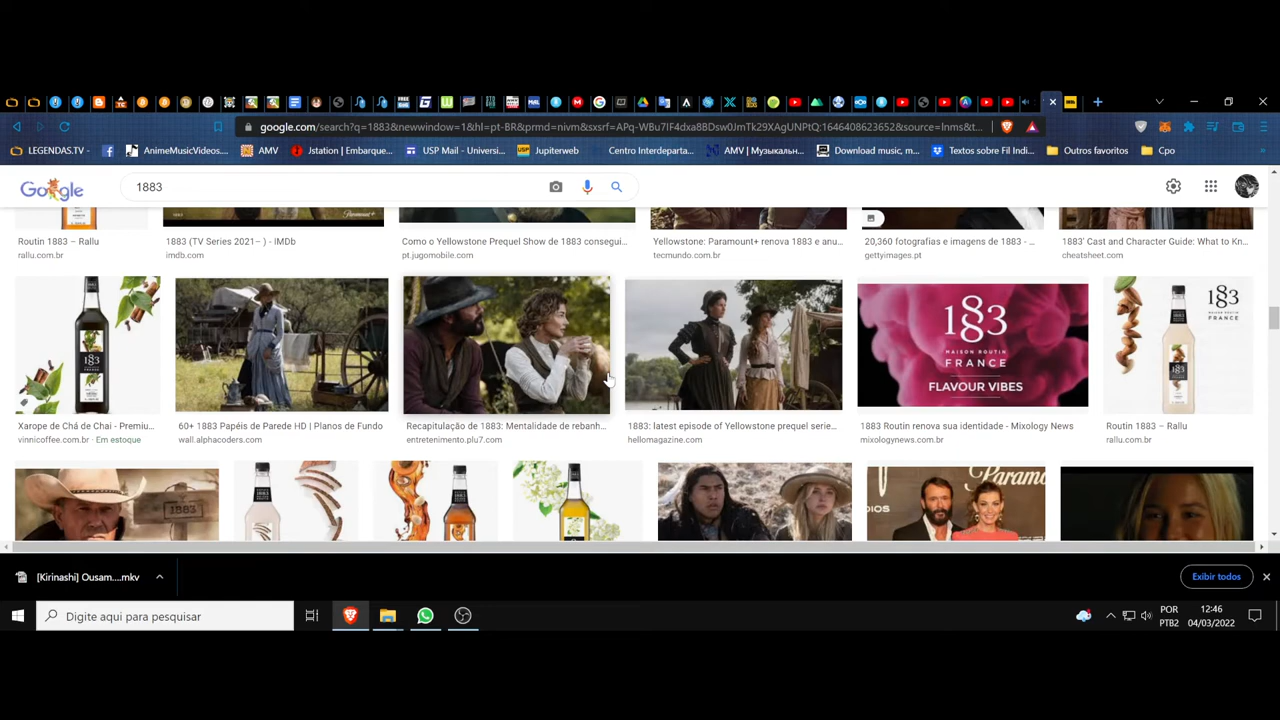 google.com/search?q=1883&newwindow=1&hl=pt-BR&prmd=nivm&sxsrf=APq-WBu7IF4dxa8BDsw0JmTk29XAgUNPtQ:1646408623652&source=lnms&t...
LEGENDAS.TV - F... AnimeMusicVideos.... AMV Jstation | Embarque... USP Mail - Universi... Jupiterweb Centro Interdeparta... AMV | Музыкальн... Download music, m... Textos sobre Fil Indi... Outros favoritos Cpo
Google 1883
Routin 1883 – Rallu 1883 (TV Series 2021– ) - IMDb Como o Yellowstone Prequel Show de 1883 consegui... Yellowstone: Paramount+ renova 1883 e anu... 20,360 fotografias e imagens de 1883 - ... 1883' Cast and Character Guide: What to Kn...
rallu.com.br imdb.com pt.jugomobile.com tecmundo.com.br gettyimages.pt cheatsheet.com
1883
MAISON ROUTIN
FRANCE
FLAVOUR VIBES
1883
MAISON ROUTIN
FRANCE
Xarope de Chá de Chai - Premiu... 60+ 1883 Papéis de Parede HD | Planos de Fundo Recapitulação de 1883: Mentalidade de rebanh... 1883: latest episode of Yellowstone prequel serie... 1883 Routin renova sua identidade - Mixology News Routin 1883 – Rallu
vinnicoffee.com.br · Em estoque wall.alphacoders.com entretenimento.plu7.com hellomagazine.com mixologynews.com.br rallu.com.br
1883
Paramo
DIOS
[Kirinashi] Ousam....mkv Exibir todos
Digite aqui para pesquisar POR 12:46
PTB2 04/03/2022